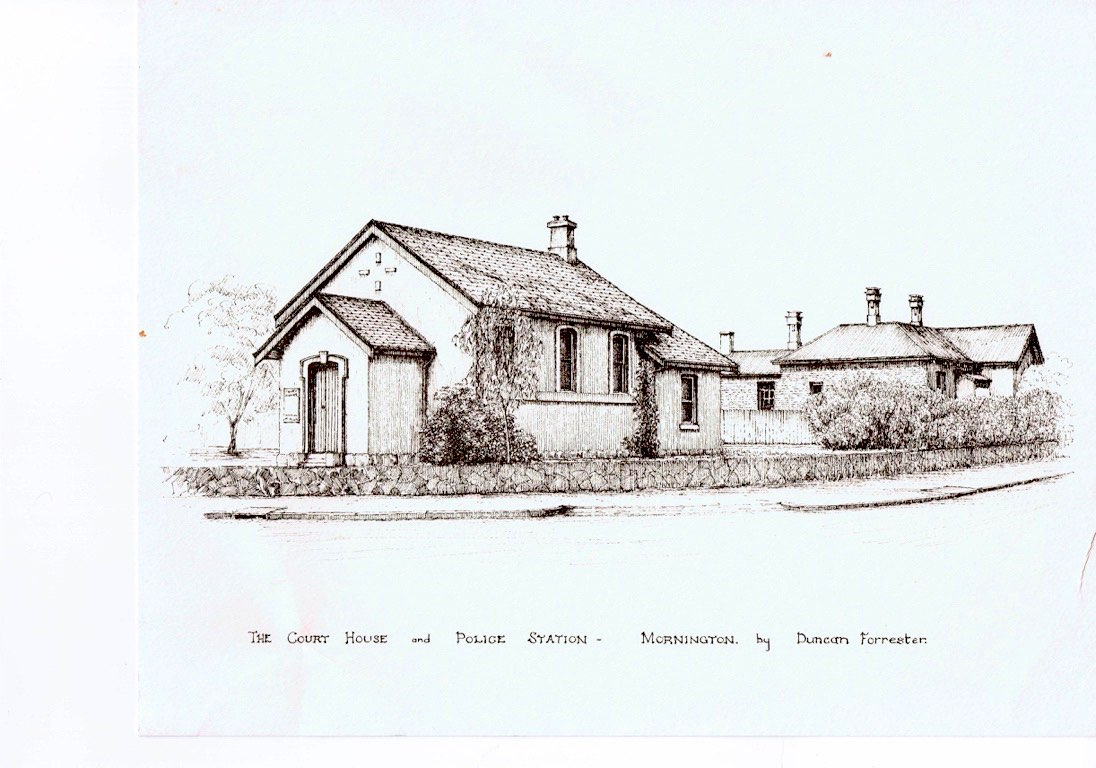 THE COURT HOUSE and POLICE STATION - MORNINGTON. by Duncan Forrester.